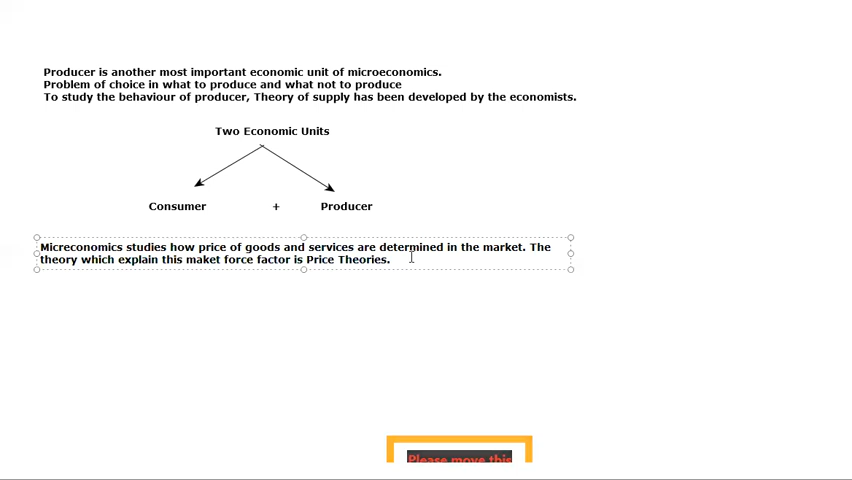 Producer is another most important economic unit of microeconomics.
Problem of choice in what to produce and what not to produce
To study the behaviour of producer, Theory of supply has been developed by the economists.
Two Economic Units
Consumer + Producer
Micreconomics studies how price of goods and services are determined in the market. The
theory which explain this maket force factor is Price Theories.
Please move this